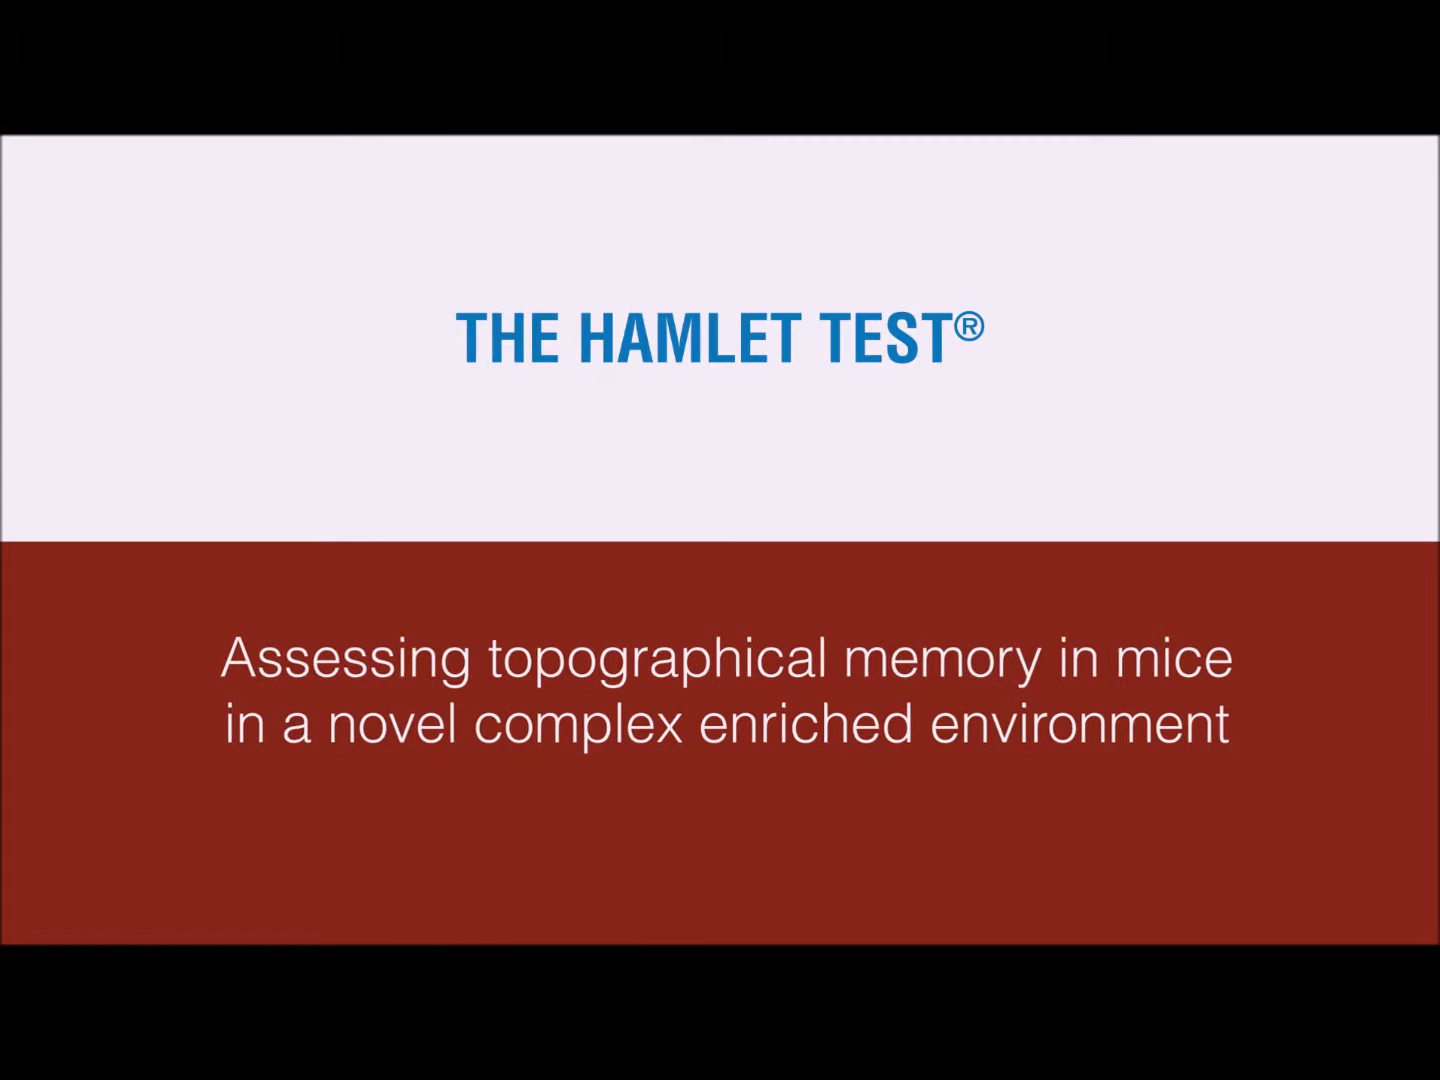 THE HAMLET TEST®
Assessing topographical memory in mice
in a novel complex enriched environment